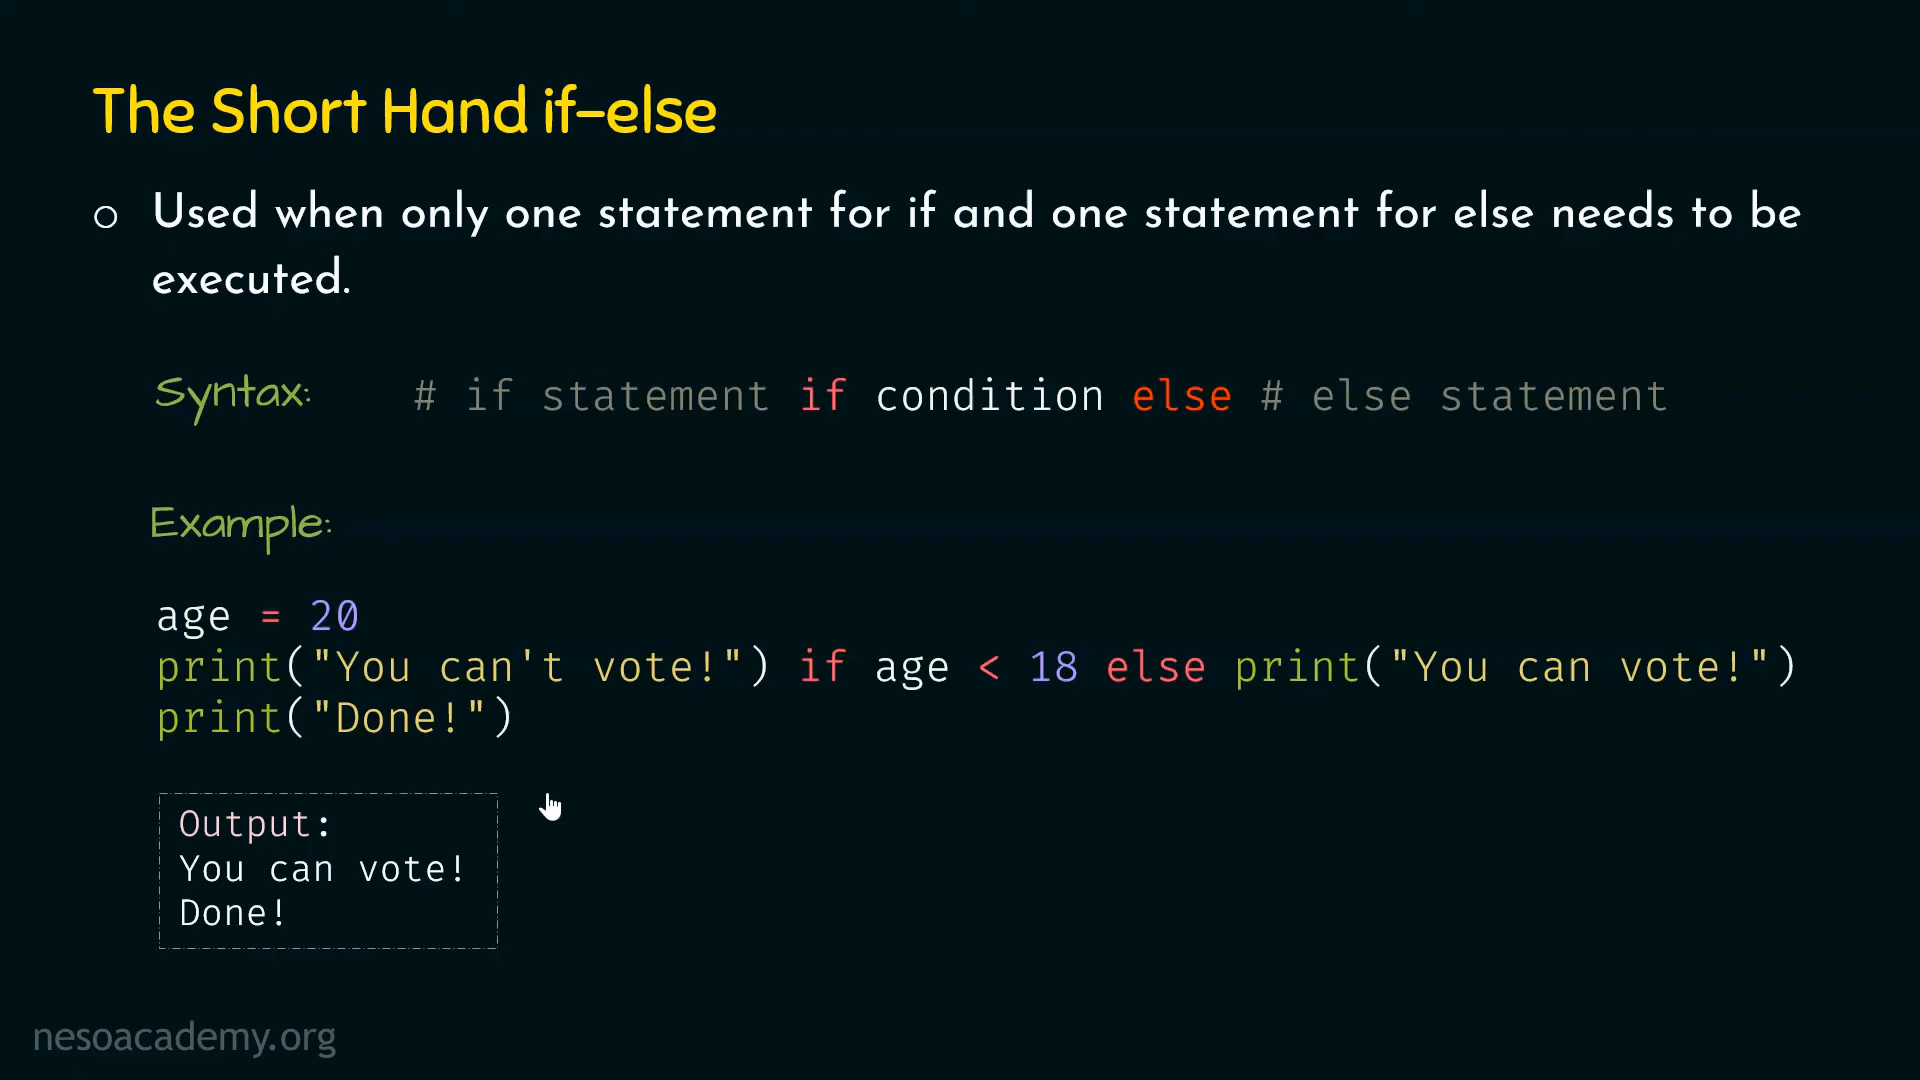 The Short Hand if-else
○ Used when only one statement for if and one statement for else needs to be
executed.
Syntax: # if statement if condition else # else statement
Example:
age = 20
print("You can't vote!") if age < 18 else print("You can vote!")
print("Done!")
Output:
You can vote!
Done!
nesoacademy.org